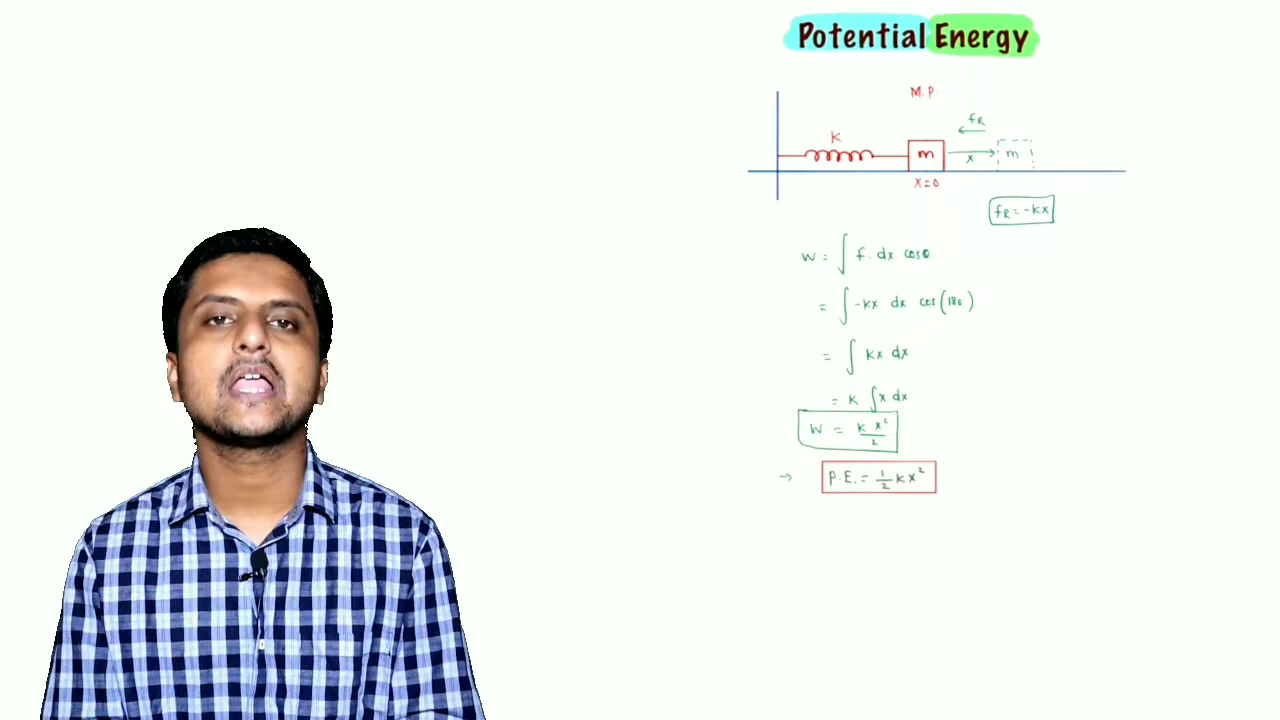 Potential Energy
M.P.
fR
K
m
x
m
x=0
fR = -kx
W = ∫ f. dx. cosθ
= ∫ -kx dx cos(180)
= ∫ kx dx
= k ∫x dx
W = k x²/2
→ P.E. = 1/2 kx²